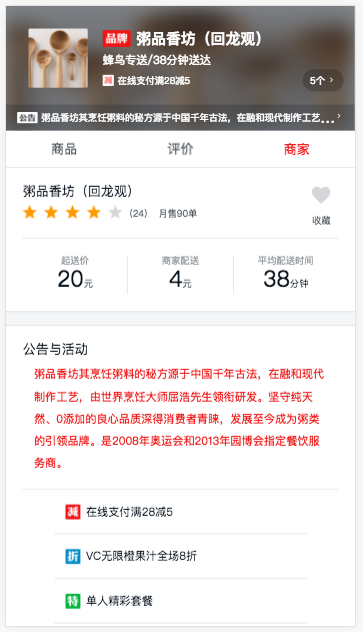 品牌 粥品香坊（回龙观）
蜂鸟专送/38分钟送达
减 在线支付满28减5
5个 >
公告 粥品香坊其烹饪粥料的秘方源于中国千年古法，在融和现代制作工艺... >
商品 评价 商家
粥品香坊（回龙观）
(24) 月售90单
收藏
起送价 商家配送 平均配送时间
20元 4元 38分钟
公告与活动
粥品香坊其烹饪粥料的秘方源于中国千年古法，在融和现代
制作工艺，由世界烹饪大师屈浩先生领衔研发。坚守纯天
然、0添加的良心品质深得消费者青睐，发展至今成为粥类
的引领品牌。是2008年奥运会和2013年园博会指定餐饮服
务商。
减 在线支付满28减5
折 VC无限橙果汁全场8折
特 单人精彩套餐